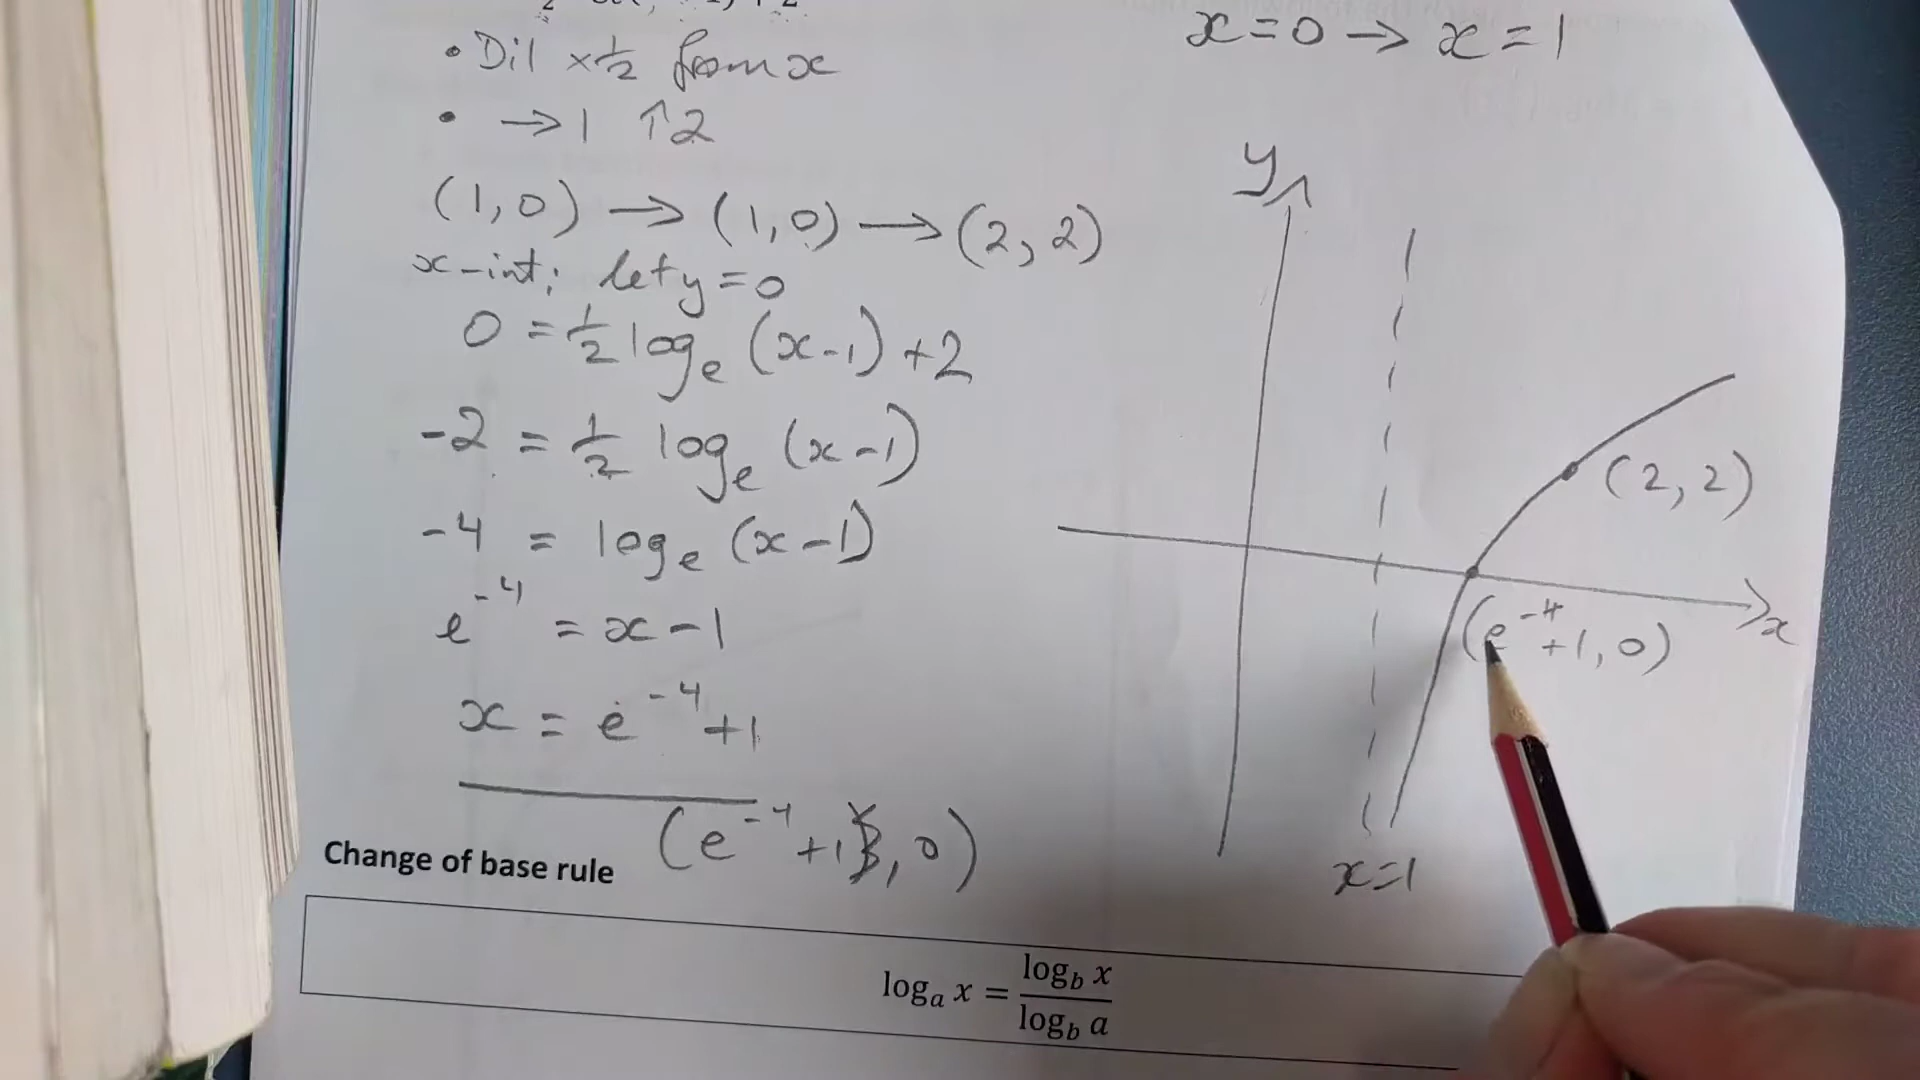 • Dil × 1/2 from x
• → 1 ↑2
(1,0) → (1,0) → (2,2)
x-int; let y=0
0 = 1/2 logₑ (x-1) +2
-2 = 1/2 logₑ (x-1)
-4 = logₑ (x-1)
e⁻⁴ = x-1
x = e⁻⁴+1
(e⁻⁴+1, 0)
x=0 → x=1
y
(2,2)
x
(e⁻⁴+1, 0)
x=1
Change of base rule
logₐ x = log_b x / log_b a